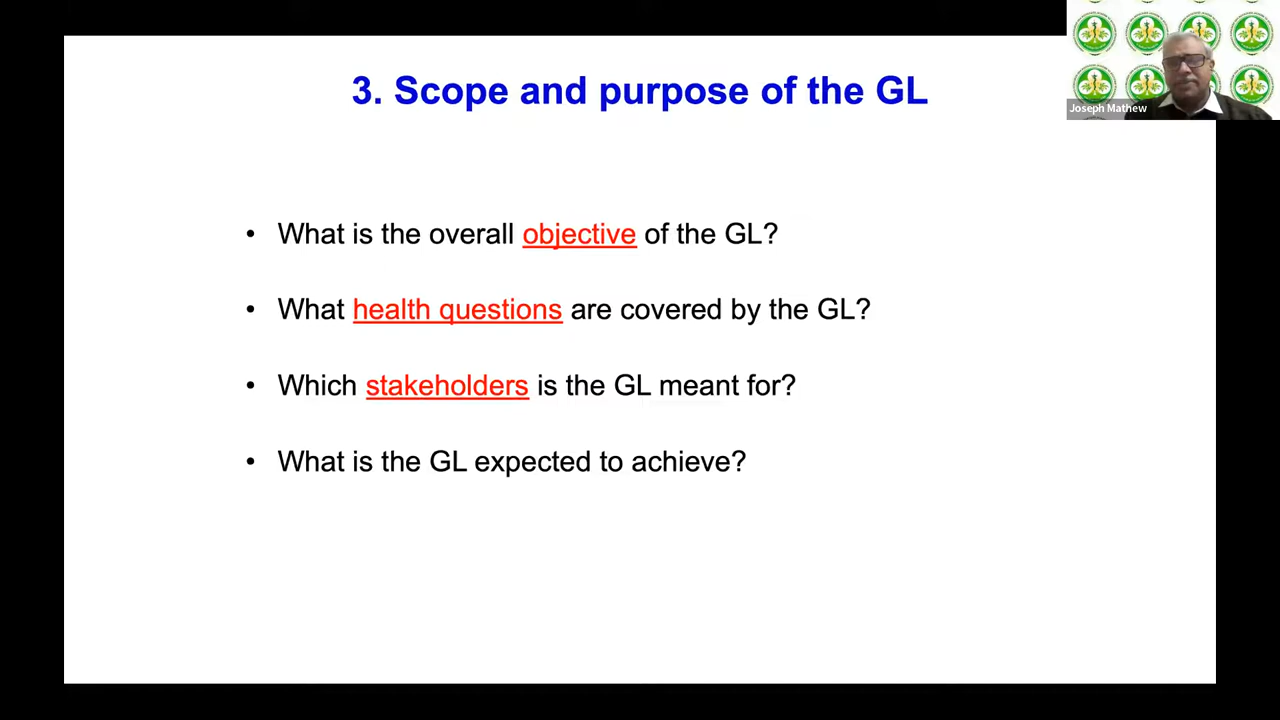 3. Scope and purpose of the GL
Joseph Mathew
• What is the overall objective of the GL?
• What health questions are covered by the GL?
• Which stakeholders is the GL meant for?
• What is the GL expected to achieve?